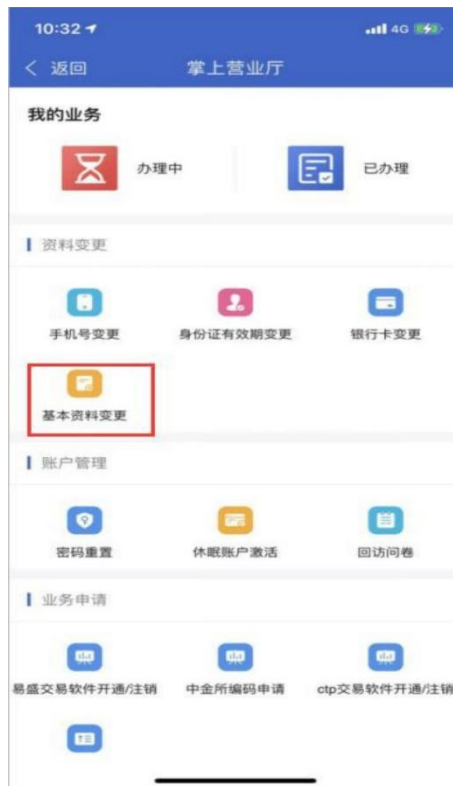 10:32
4G
返回
掌上营业厅
我的业务
办理中
已办理
资料变更
手机号变更
身份证有效期变更
银行卡变更
基本资料变更
账户管理
密码重置
休眠账户激活
回访问卷
业务申请
易盛交易软件开通/注销
中金所编码申请
ctp交易软件开通/注销